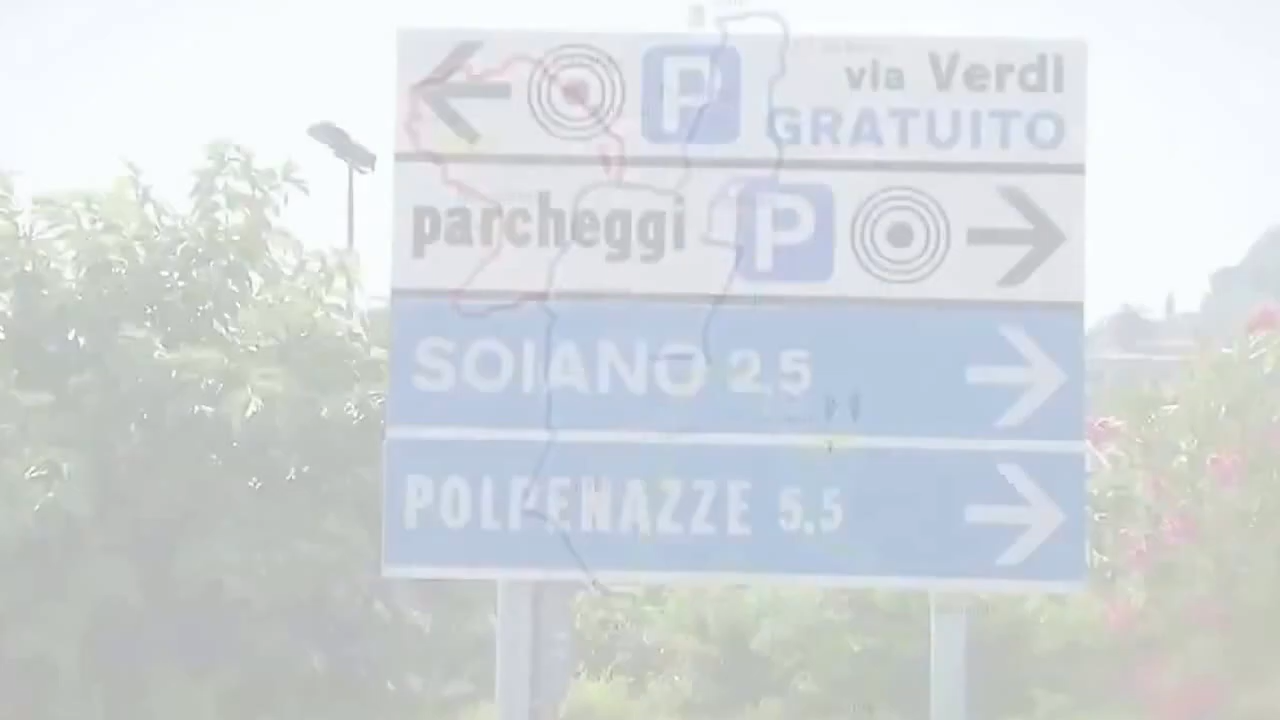 P via Verdi
GRATUITO
parcheggi P
SOIANO 2,5
POLPENAZZE 5,5